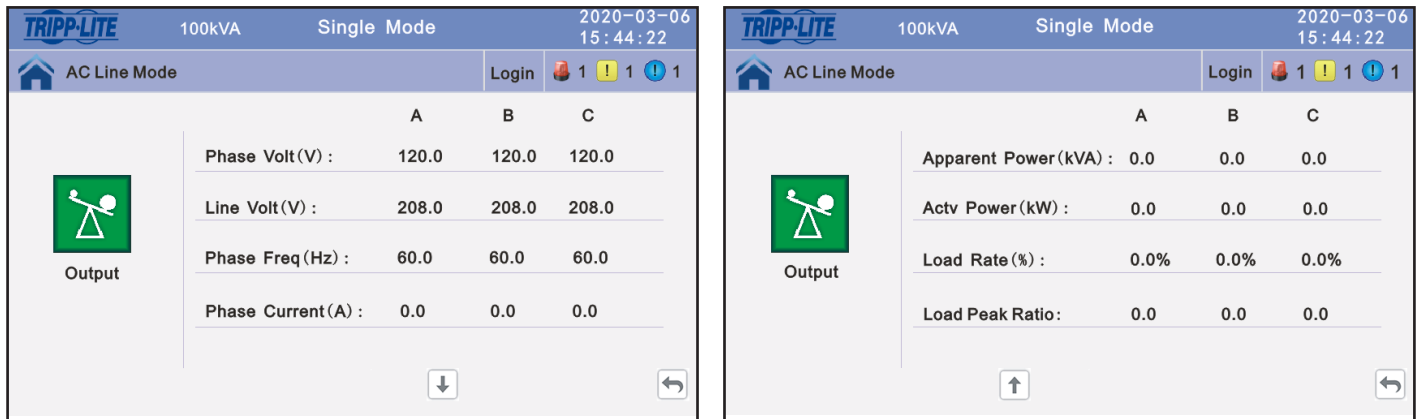 TRIPP·LITE 100kVA Single Mode 2020-03-06
15:44:22
AC Line Mode Login 1 ! 1 ! 1
A B C
Phase Volt(V): 120.0 120.0 120.0
Line Volt(V): 208.0 208.0 208.0
Phase Freq(Hz): 60.0 60.0 60.0
Output
Phase Current(A): 0.0 0.0 0.0
TRIPP·LITE 100kVA Single Mode 2020-03-06
15:44:22
AC Line Mode Login 1 ! 1 ! 1
A B C
Apparent Power(kVA): 0.0 0.0 0.0
Actv Power(kW): 0.0 0.0 0.0
Load Rate(%): 0.0% 0.0% 0.0%
Output
Load Peak Ratio: 0.0 0.0 0.0